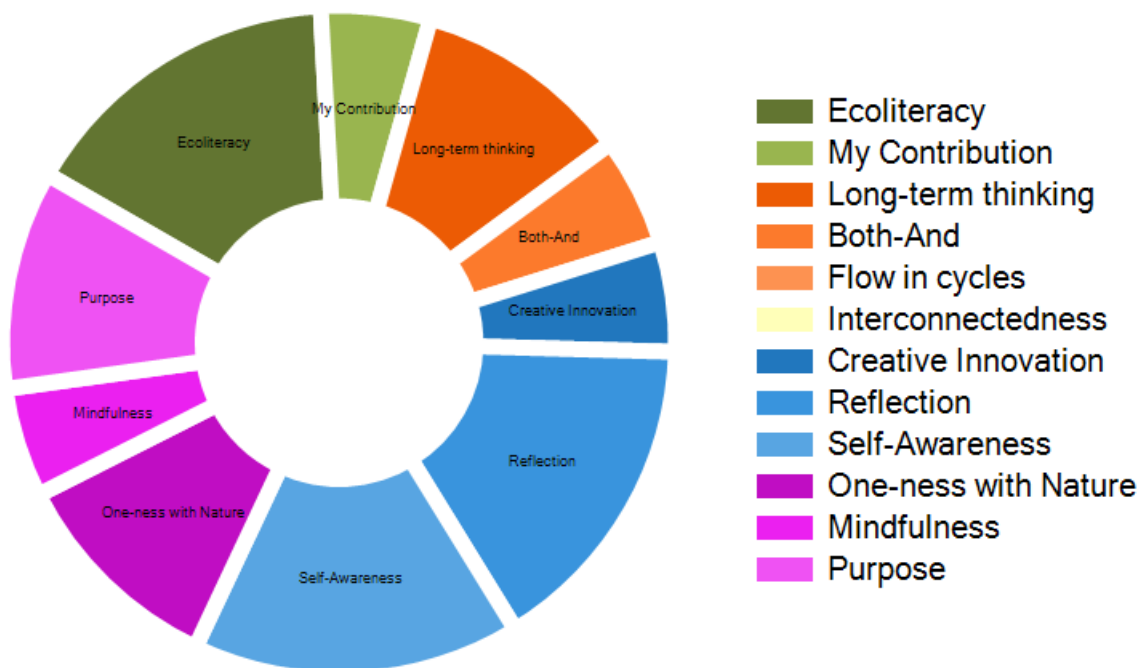 My Contribution
Ecoliteracy
Long-term thinking
Both-And
Purpose
Creative Innovation
Mindfulness
Reflection
One-ness with Nature
Self-Awareness
Ecoliteracy
My Contribution
Long-term thinking
Both-And
Flow in cycles
Interconnectedness
Creative Innovation
Reflection
Self-Awareness
One-ness with Nature
Mindfulness
Purpose